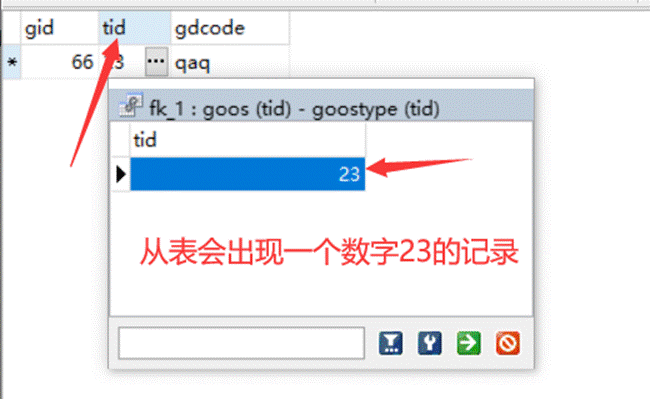 gid tid gdcode
* 66 23 ... qaq
fk_1 : goos (tid) - goostype (tid)
tid
23
从表会出现一个数字23的记录